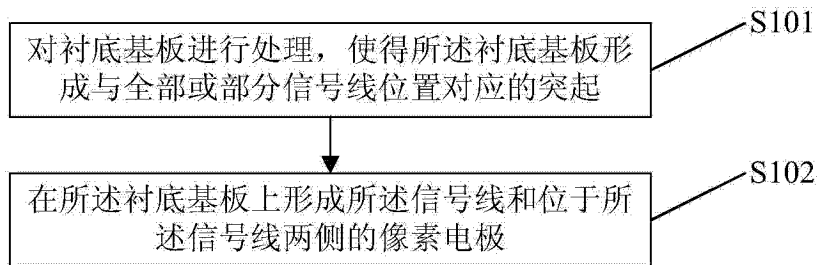 S101
对衬底基板进行处理，使得所述衬底基板形
成与全部或部分信号线位置对应的突起
S102
在所述衬底基板上形成所述信号线和位于所
述信号线两侧的像素电极